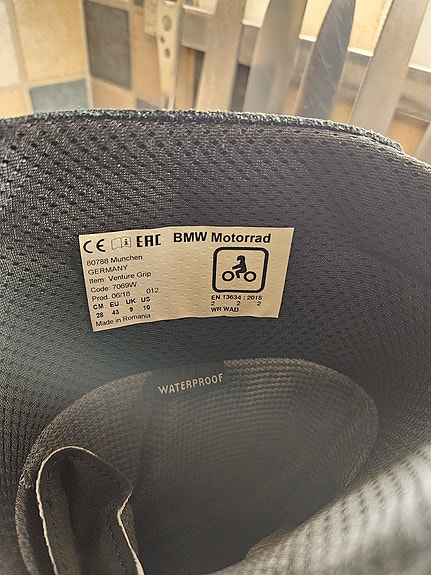 CE EAC BMW Motorrad
80788 Munchen
GERMANY
Item: Venture Grip
Code: 7069W
Prod. 06/18 012
CM EU UK US
28 43 9 10
Made in Romania
EN 13634 : 2015
2 2 2
WR WAD
WATERPROOF